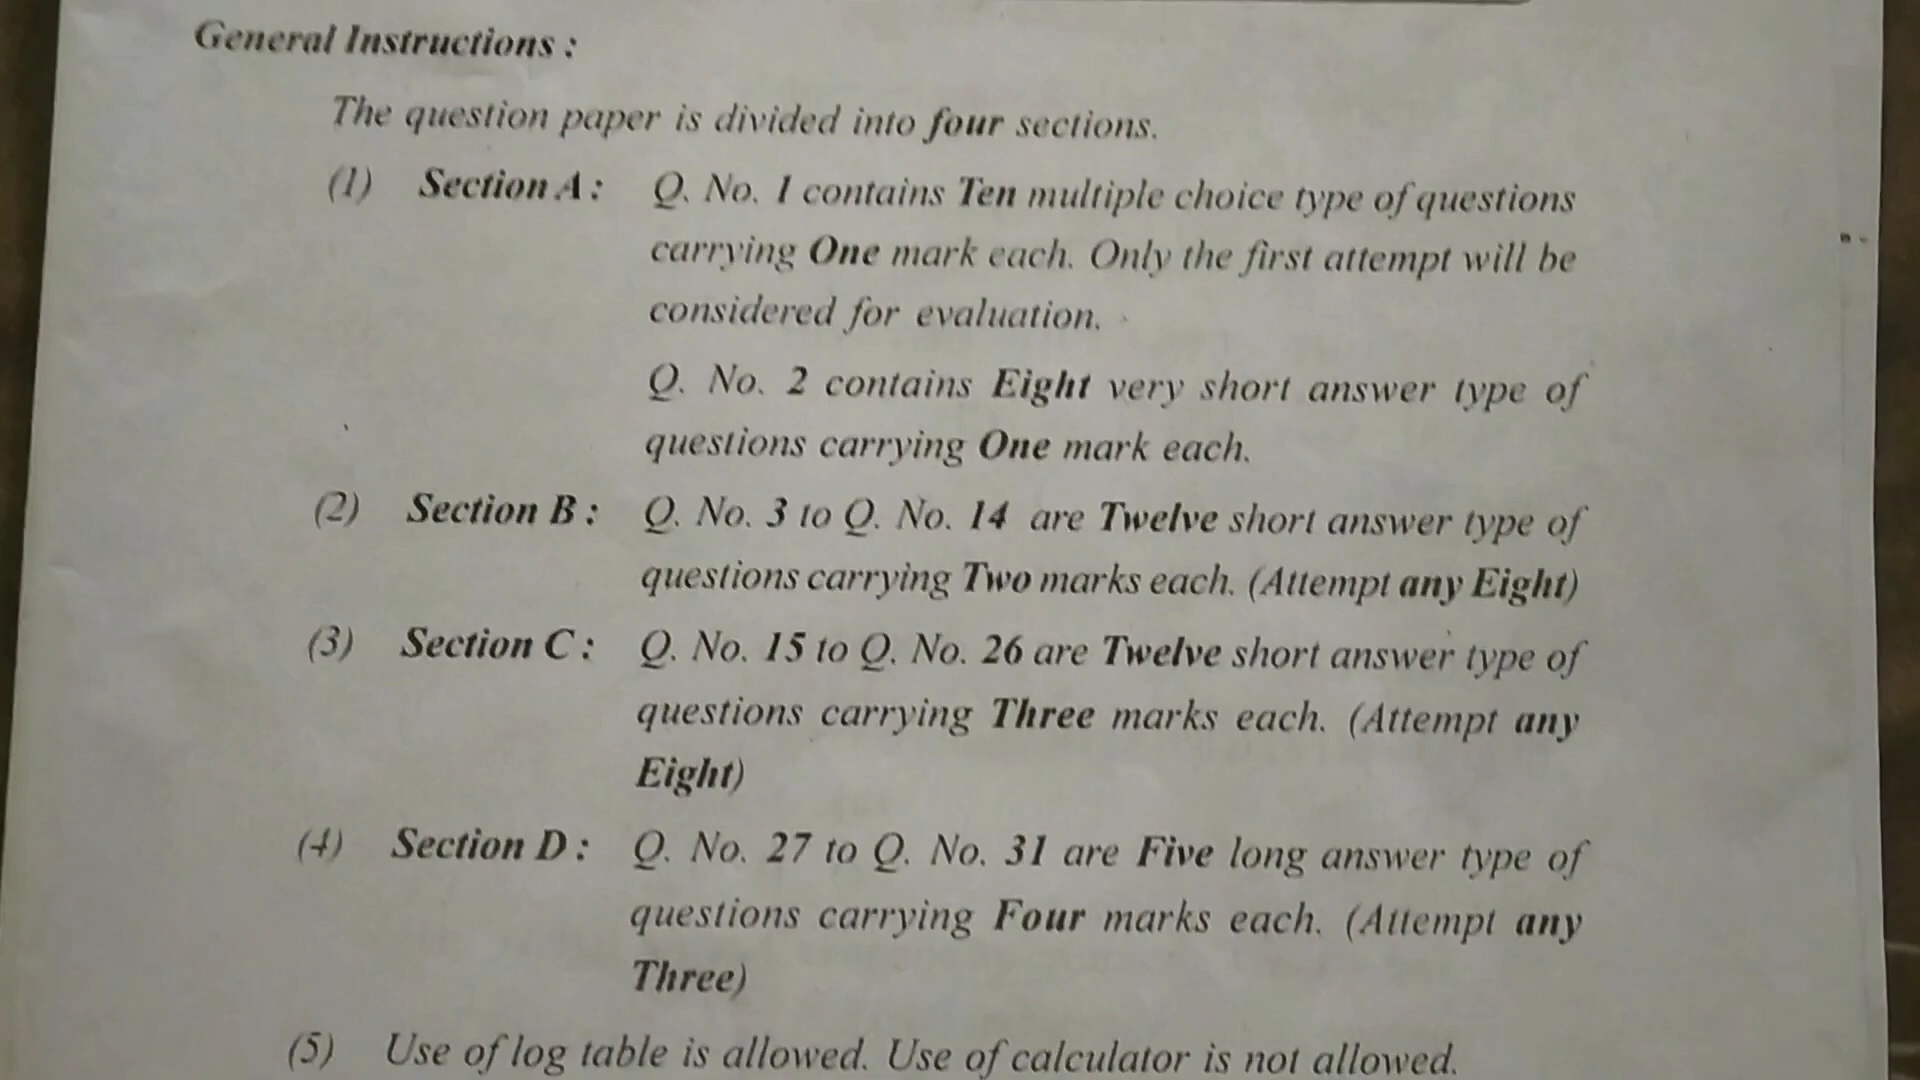 General Instructions :
The question paper is divided into four sections.
(1) Section A : Q. No. 1 contains Ten multiple choice type of questions
carrying One mark each. Only the first attempt will be
considered for evaluation.
Q. No. 2 contains Eight very short answer type of
questions carrying One mark each.
(2) Section B : Q. No. 3 to Q. No. 14 are Twelve short answer type of
questions carrying Two marks each. (Attempt any Eight)
(3) Section C : Q. No. 15 to Q. No. 26 are Twelve short answer type of
questions carrying Three marks each. (Attempt any
Eight)
(4) Section D : Q. No. 27 to Q. No. 31 are Five long answer type of
questions carrying Four marks each. (Attempt any
Three)
(5) Use of log table is allowed. Use of calculator is not allowed.